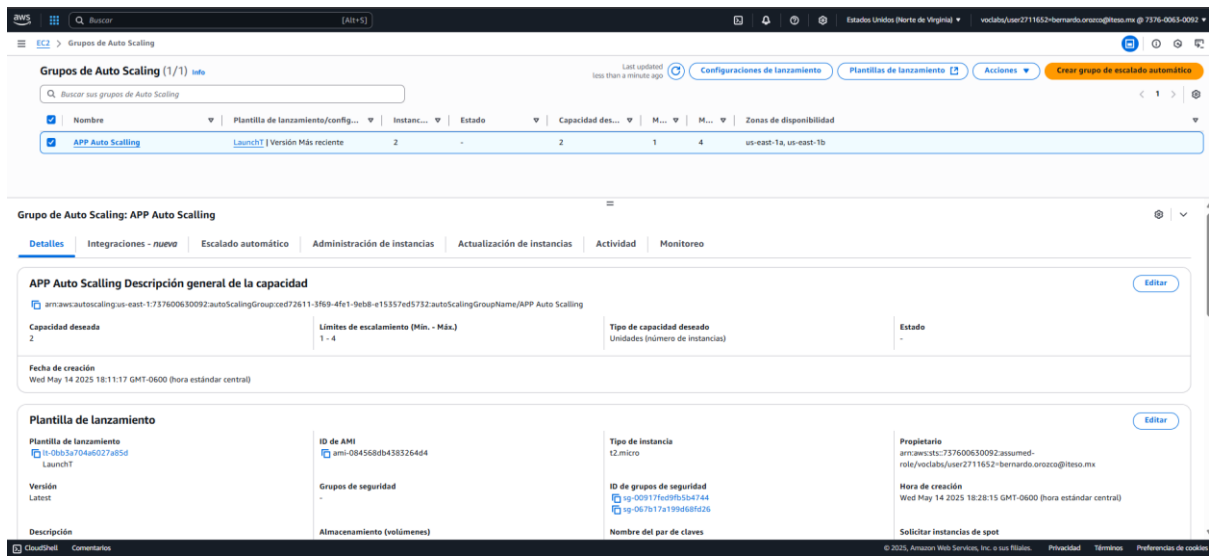 aws Buscar [Alt+S] Estados Unidos (Norte de Virginia) voclabs/user2711652=bernardo.orozco@iteso.mx @ 7376-0063-0092
EC2 > Grupos de Auto Scaling
Grupos de Auto Scaling (1/1) Info
Last updated
less than a minute ago
Configuraciones de lanzamiento Plantillas de lanzamiento Acciones Crear grupo de escalado automático
Buscar sus grupos de Auto Scaling
< 1 >
Nombre Plantilla de lanzamiento/config... Instanc... Estado Capacidad des... M... M... Zonas de disponibilidad
APP Auto Scalling LaunchT | Versión Más reciente 2 - 2 1 4 us-east-1a, us-east-1b
Grupo de Auto Scaling: APP Auto Scalling
Detalles Integraciones - nueva Escalado automático Administración de instancias Actualización de instancias Actividad Monitoreo
APP Auto Scalling Descripción general de la capacidad Editar
arn:aws:autoscaling:us-east-1:737600630092:autoScalingGroup:ced72611-3f69-4fe1-9eb8-e15357ed5732:autoScalingGroupName/APP Auto Scalling
Capacidad deseada Límites de escalamiento (Mín. - Máx.) Tipo de capacidad deseado Estado
2 1 - 4 Unidades (número de instancias) -
Fecha de creación
Wed May 14 2025 18:11:17 GMT-0600 (hora estándar central)
Plantilla de lanzamiento Editar
Plantilla de lanzamiento ID de AMI Tipo de instancia Propietario
lt-0bb3a704a6027a85d ami-084568db4383264d4 t2.micro arn:aws:sts::737600630092:assumed-
LaunchT role/voclabs/user2711652=bernardo.orozco@iteso.mx
Versión Grupos de seguridad ID de grupos de seguridad Hora de creación
Latest - sg-00917fed9fb5b4744 Wed May 14 2025 18:28:15 GMT-0600 (hora estándar central)
sg-067b17a199d68fd26
Descripción Almacenamiento (volúmenes) Nombre del par de claves Solicitar instancias de spot
CloudShell Comentarios © 2025, Amazon Web Services, Inc. o sus filiales. Privacidad Términos Preferencias de cookies